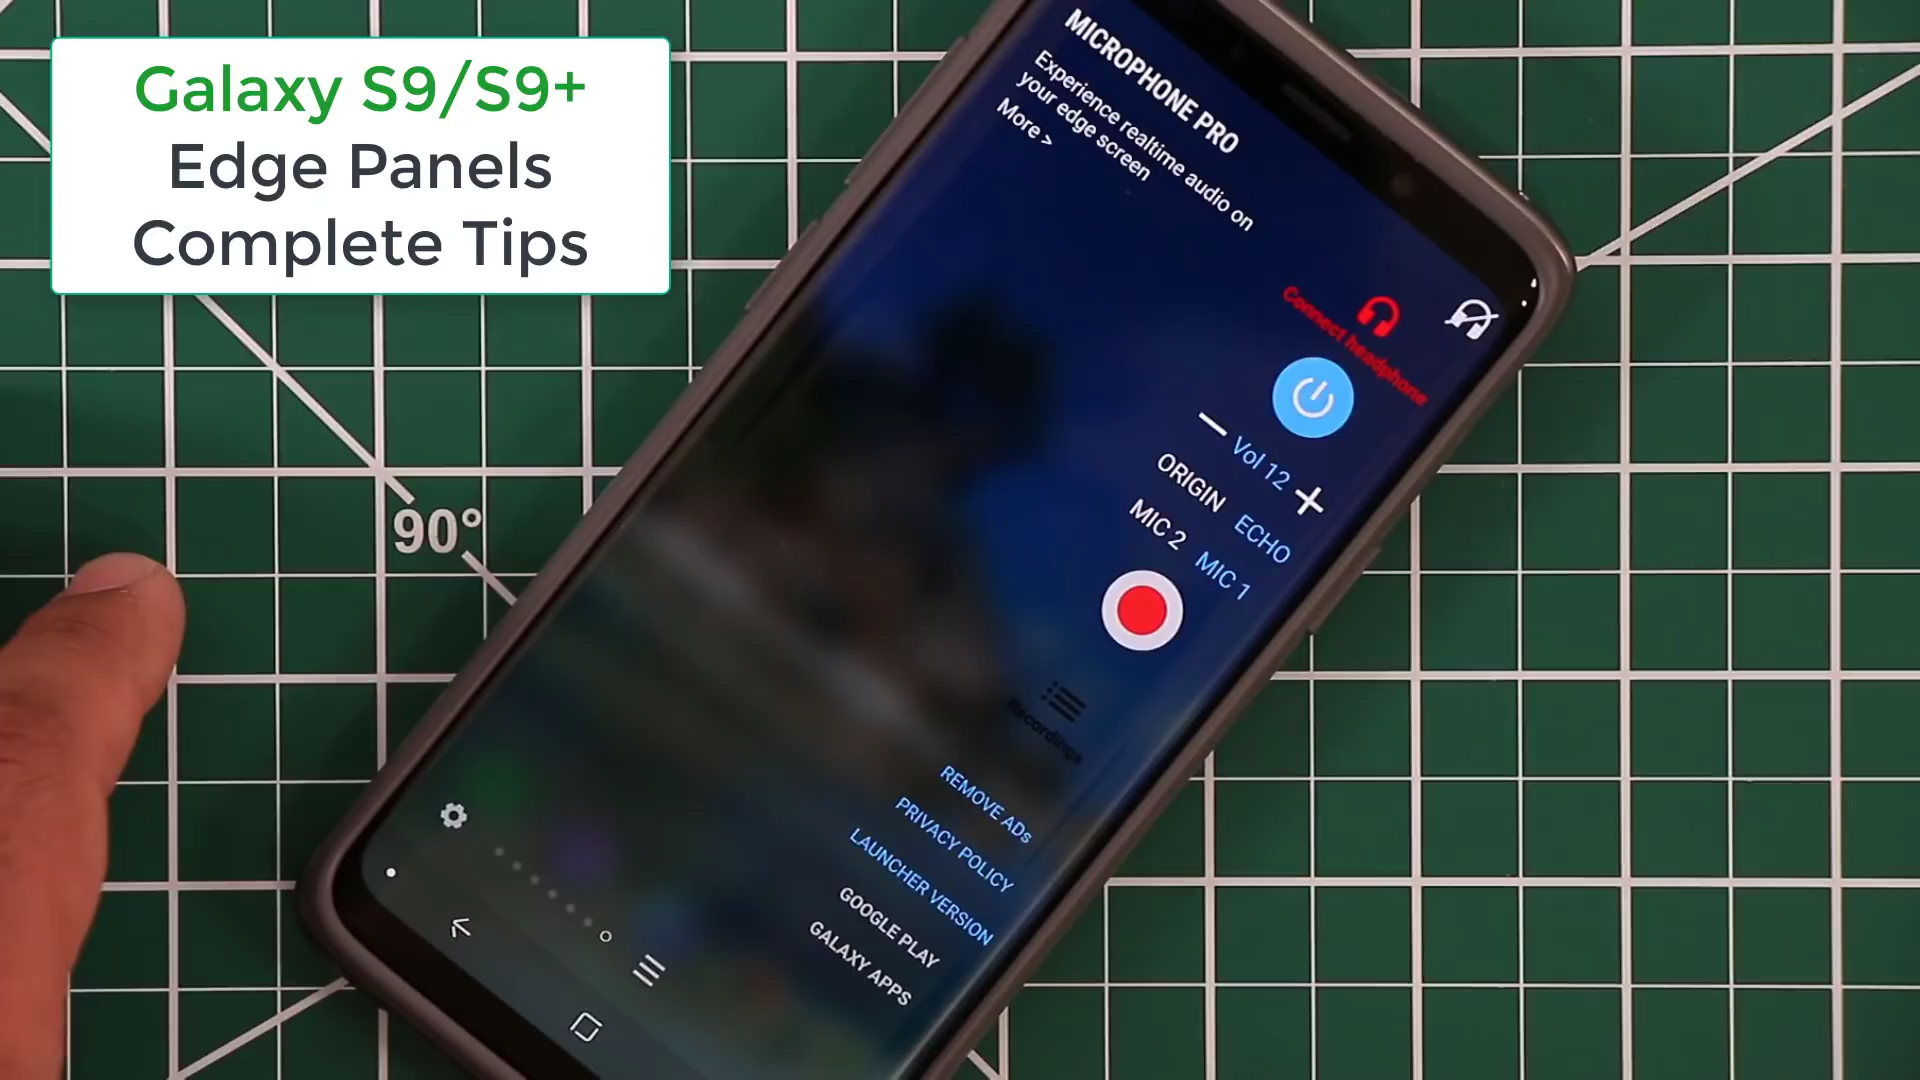 Galaxy S9/S9+
Edge Panels
Complete Tips
MICROPHONE PRO
Experience realtime audio on
your edge screen
More >
Connect headphone
Vol 12
ORIGIN ECHO
MIC 2 MIC 1
Recordings
REMOVE ADs
PRIVACY POLICY
LAUNCHER VERSION
GOOGLE PLAY
GALAXY APPS
90°